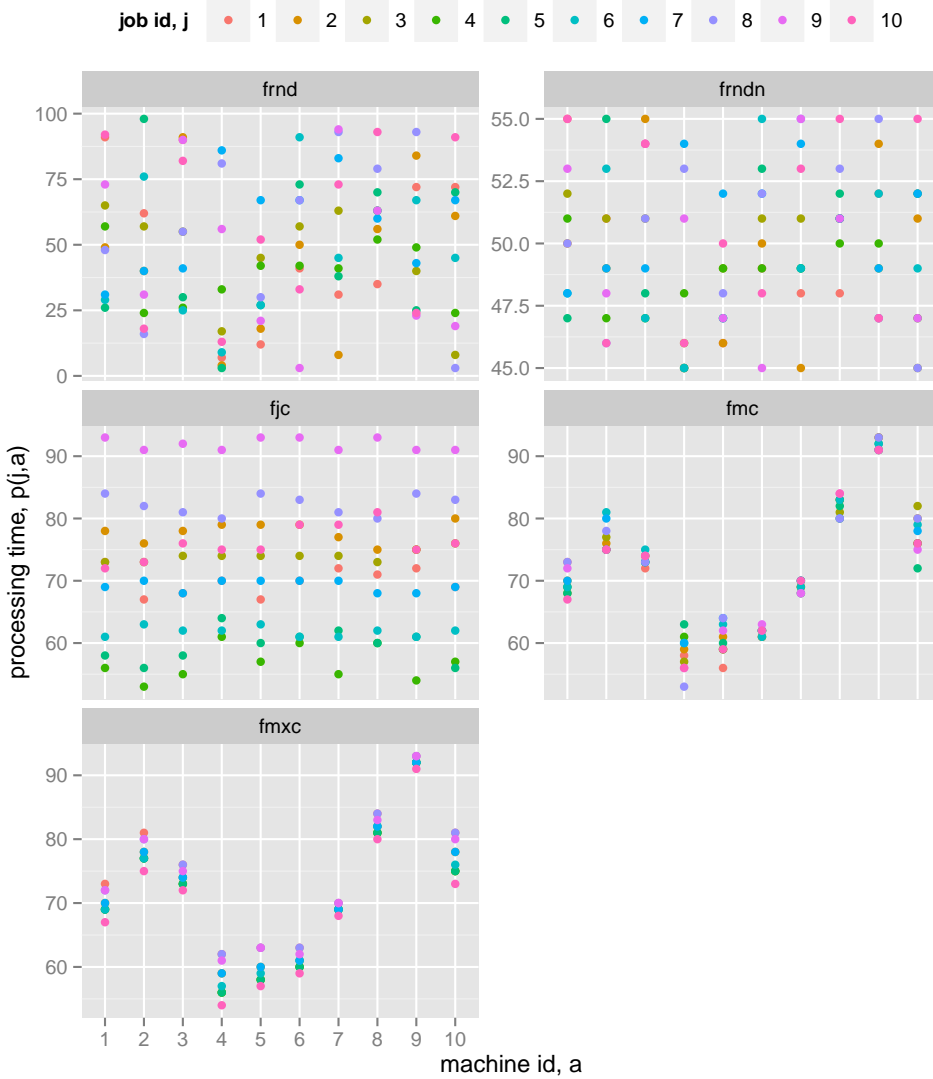 job id, j 1 2 3 4 5 6 7 8 9 10
frnd
100
75
50
25
0
frndn
55.0
52.5
50.0
47.5
45.0
fjc
90
80
70
60
fmc
90
80
70
60
fmxc
90
80
70
60
1 2 3 4 5 6 7 8 9 10
processing time, p(j,a)
machine id, a